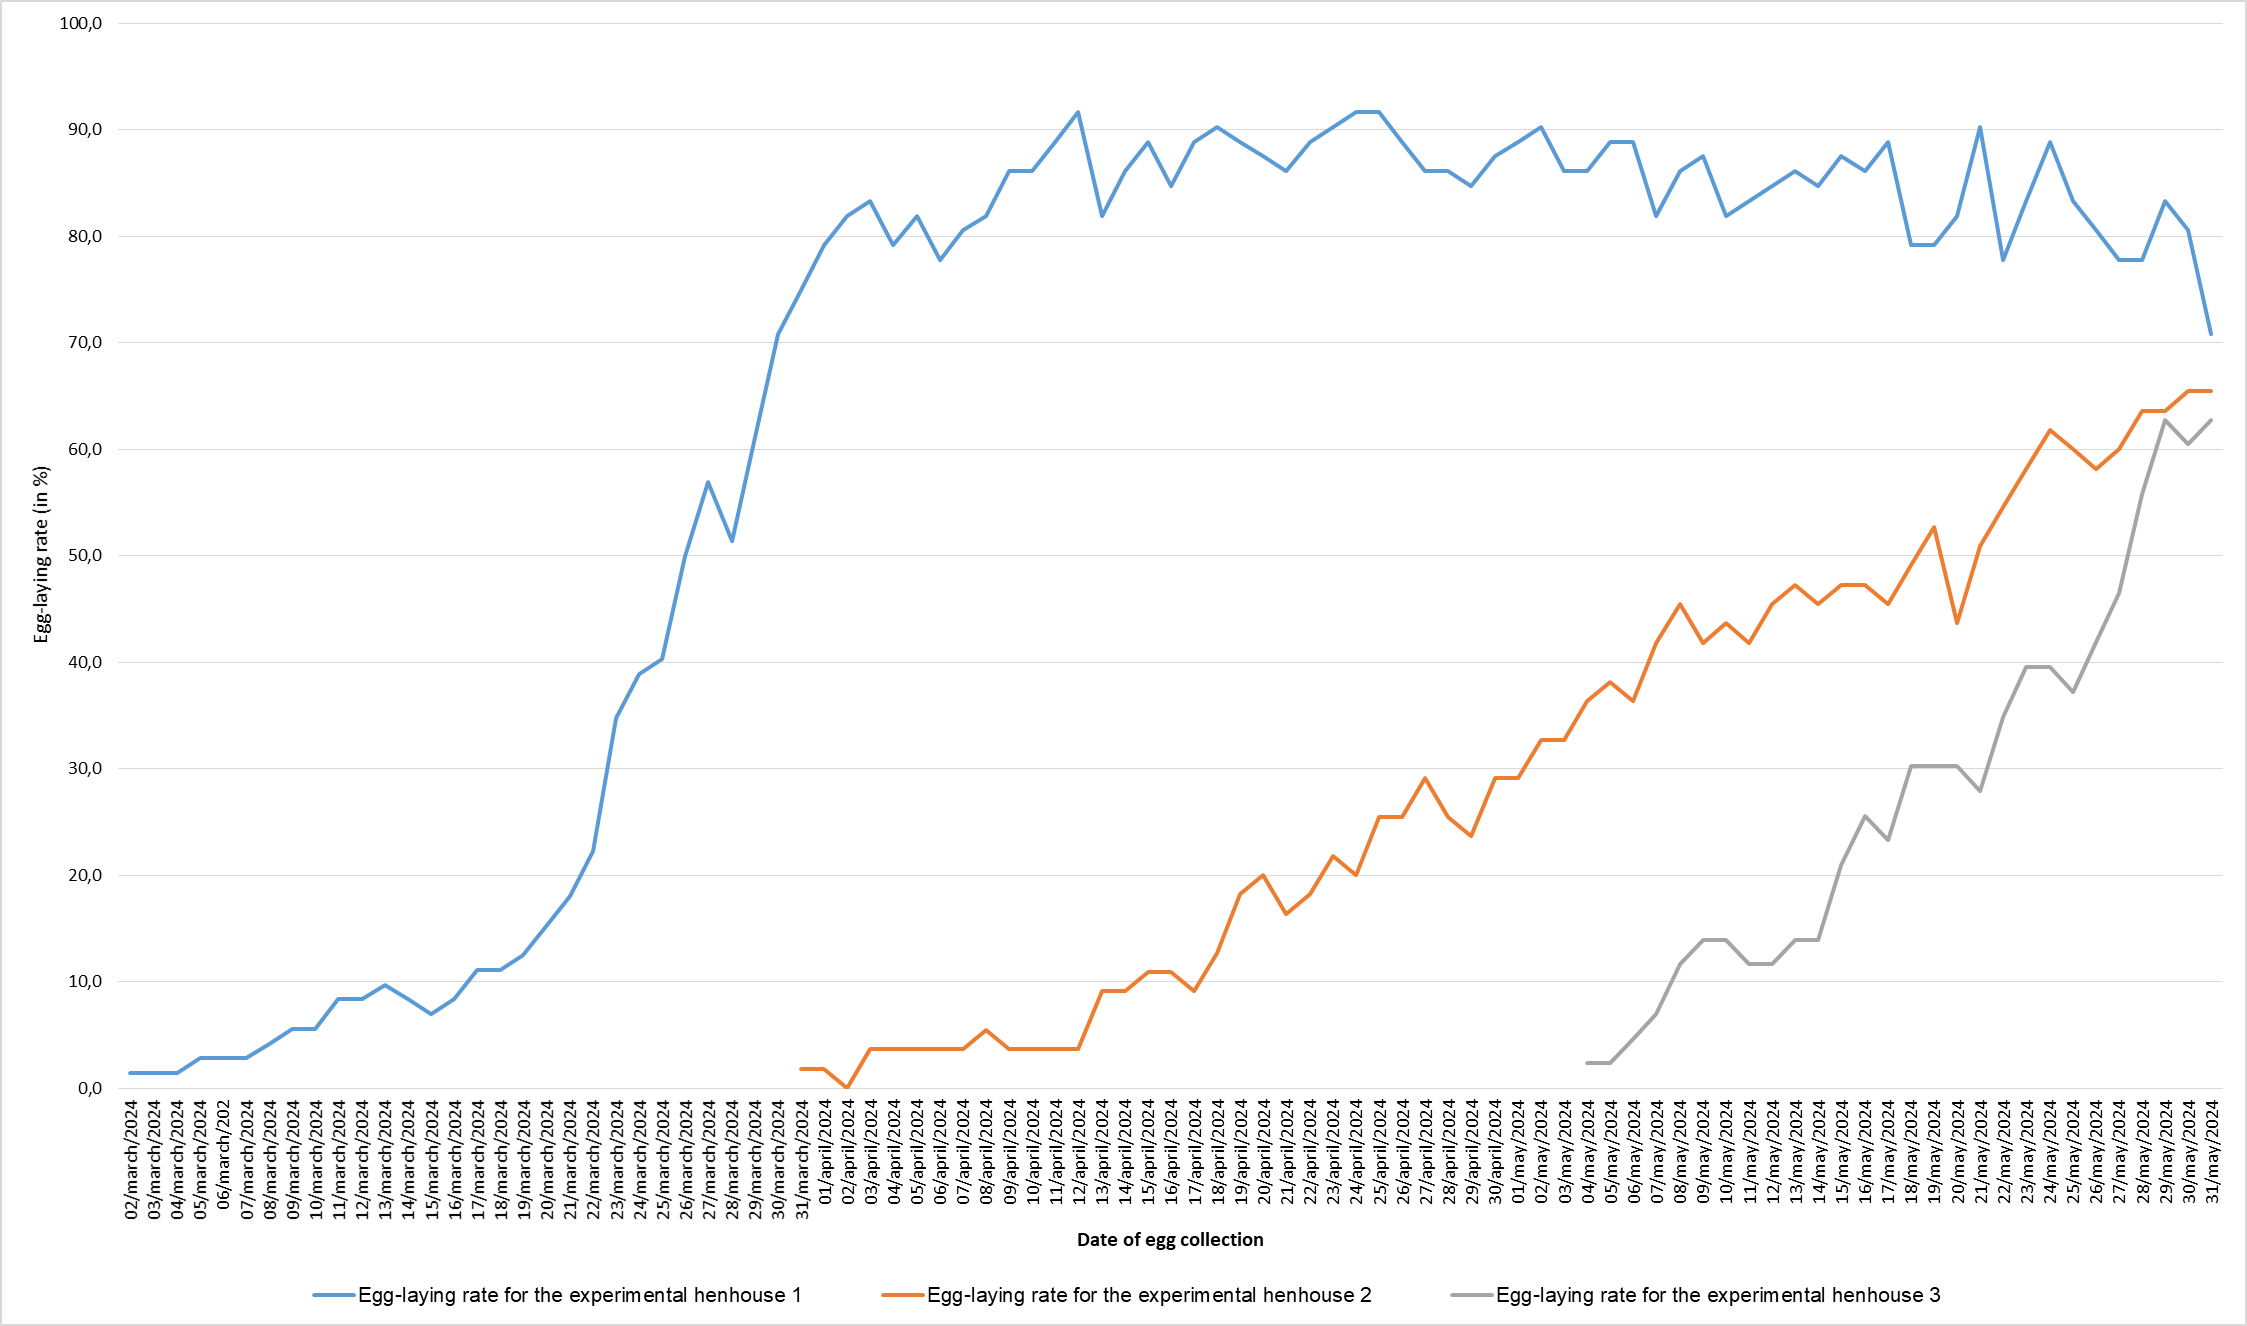 100,0
90,0
80,0
70,0
60,0
50,0
40,0
30,0
20,0
10,0
0,0
Egg-laying rate (in %)
02/march/2024
03/march/2024
04/march/2024
05/march/2024
06/march/202
07/march/2024
08/march/2024
09/march/2024
10/march/2024
11/march/2024
12/march/2024
13/march/2024
14/march/2024
15/march/2024
16/march/2024
17/march/2024
18/march/2024
19/march/2024
20/march/2024
21/march/2024
22/march/2024
23/march/2024
24/march/2024
25/march/2024
26/march/2024
27/march/2024
28/march/2024
29/march/2024
30/march/2024
31/march/2024
01/april/2024
02/april/2024
03/april/2024
04/april/2024
05/april/2024
06/april/2024
07/april/2024
08/april/2024
09/april/2024
10/april/2024
11/april/2024
12/april/2024
13/april/2024
14/april/2024
15/april/2024
16/april/2024
17/april/2024
18/april/2024
19/april/2024
20/april/2024
21/april/2024
22/april/2024
23/april/2024
24/april/2024
25/april/2024
26/april/2024
27/april/2024
28/april/2024
29/april/2024
30/april/2024
01/may/2024
02/may/2024
03/may/2024
04/may/2024
05/may/2024
06/may/2024
07/may/2024
08/may/2024
09/may/2024
10/may/2024
11/may/2024
12/may/2024
13/may/2024
14/may/2024
15/may/2024
16/may/2024
17/may/2024
18/may/2024
19/may/2024
20/may/2024
21/may/2024
22/may/2024
23/may/2024
24/may/2024
25/may/2024
26/may/2024
27/may/2024
28/may/2024
29/may/2024
30/may/2024
31/may/2024
Date of egg collection
Egg-laying rate for the experimental henhouse 1
Egg-laying rate for the experimental henhouse 2
Egg-laying rate for the experimental henhouse 3